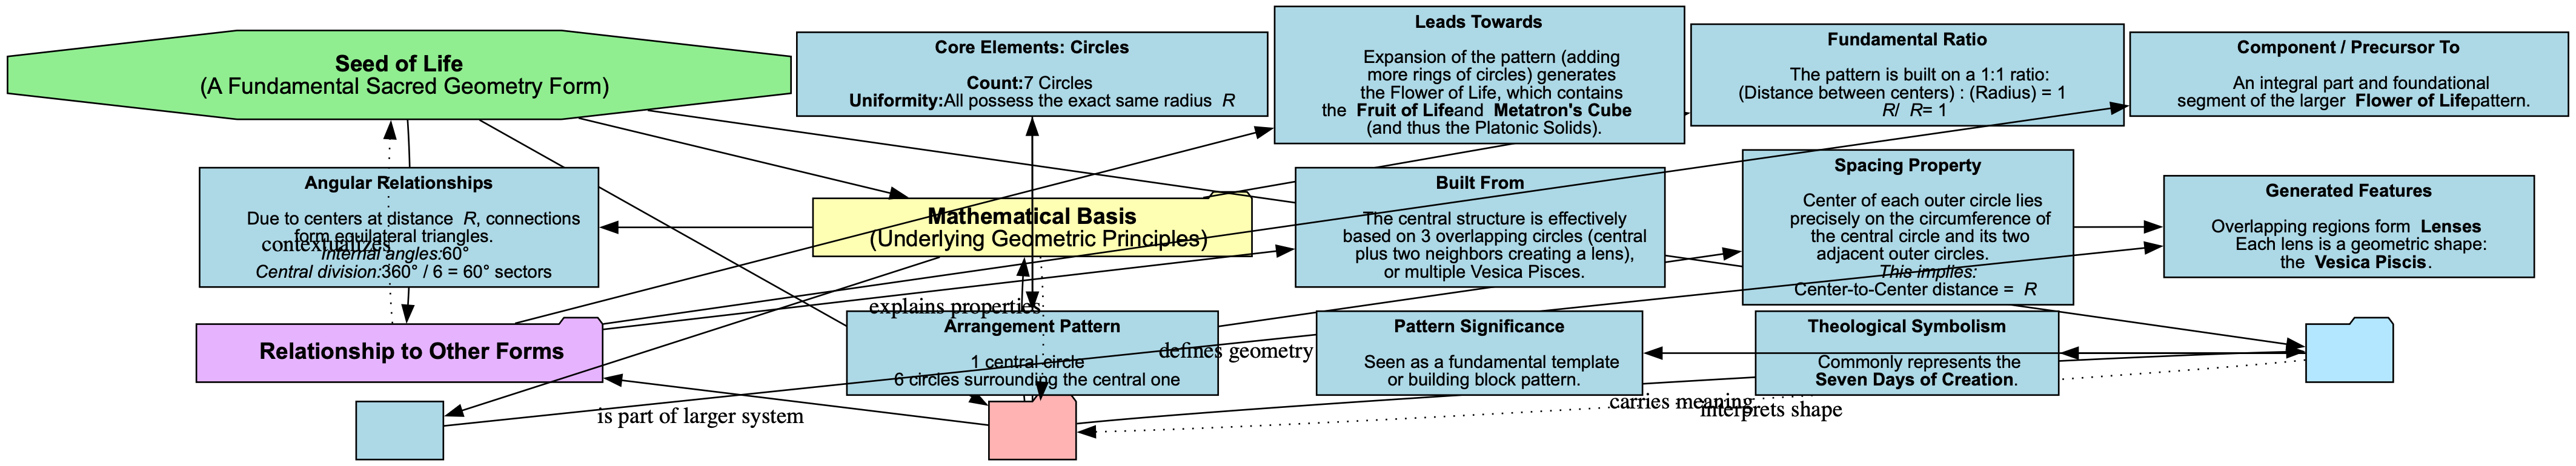 Seed of Life
(A Fundamental Sacred Geometry Form)
Core Elements: Circles
Count:7 Circles
Uniformity:All possess the exact same radius R
Leads Towards
Expansion of the pattern (adding
more rings of circles) generates
the Flower of Life, which contains
the Fruit of Lifeand Metatron's Cube
(and thus the Platonic Solids).
Fundamental Ratio
The pattern is built on a 1:1 ratio:
(Distance between centers) : (Radius) = 1
R/ R= 1
Component / Precursor To
An integral part and foundational
segment of the larger Flower of Lifepattern.
Angular Relationships
Due to centers at distance R, connections
form equilateral triangles.
Internal angles:60°
Central division:360° / 6 = 60° sectors
contextualizes
Mathematical Basis
(Underlying Geometric Principles)
Built From
The central structure is effectively
based on 3 overlapping circles (central
plus two neighbors creating a lens),
or multiple Vesica Pisces.
Spacing Property
Center of each outer circle lies
precisely on the circumference of
the central circle and its two
adjacent outer circles.
This implies:
Center-to-Center distance = R
Generated Features
Overlapping regions form Lenses
Each lens is a geometric shape:
the Vesica Piscis.
explains properties
Relationship to Other Forms
Arrangement Pattern
1 central circle
6 circles surrounding the central one
defines geometry
Pattern Significance
Seen as a fundamental template
or building block pattern.
Theological Symbolism
Commonly represents the
Seven Days of Creation.
is part of larger system
carries meaning
interprets shape